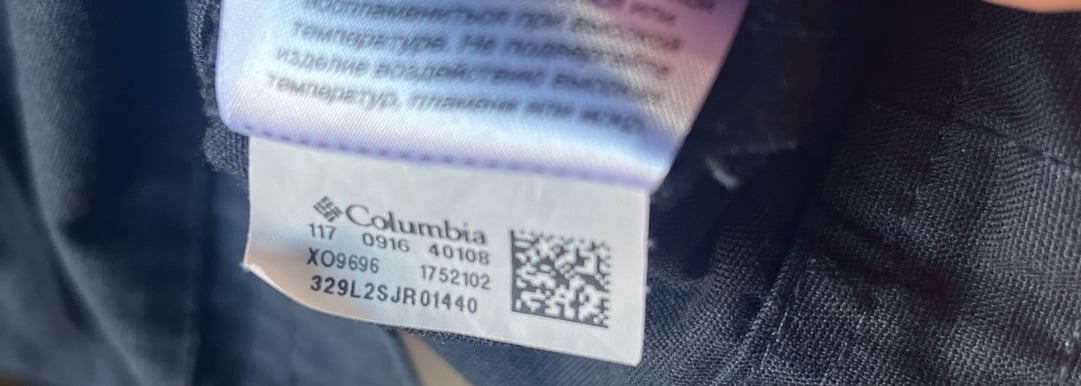 воспламениться при высокой
температуре. Не подвергайте
изделие воздействию высоких
температур, пламени или искр.
Columbia
117 0916 40108
XO9696 1752102
329L2SJR01440